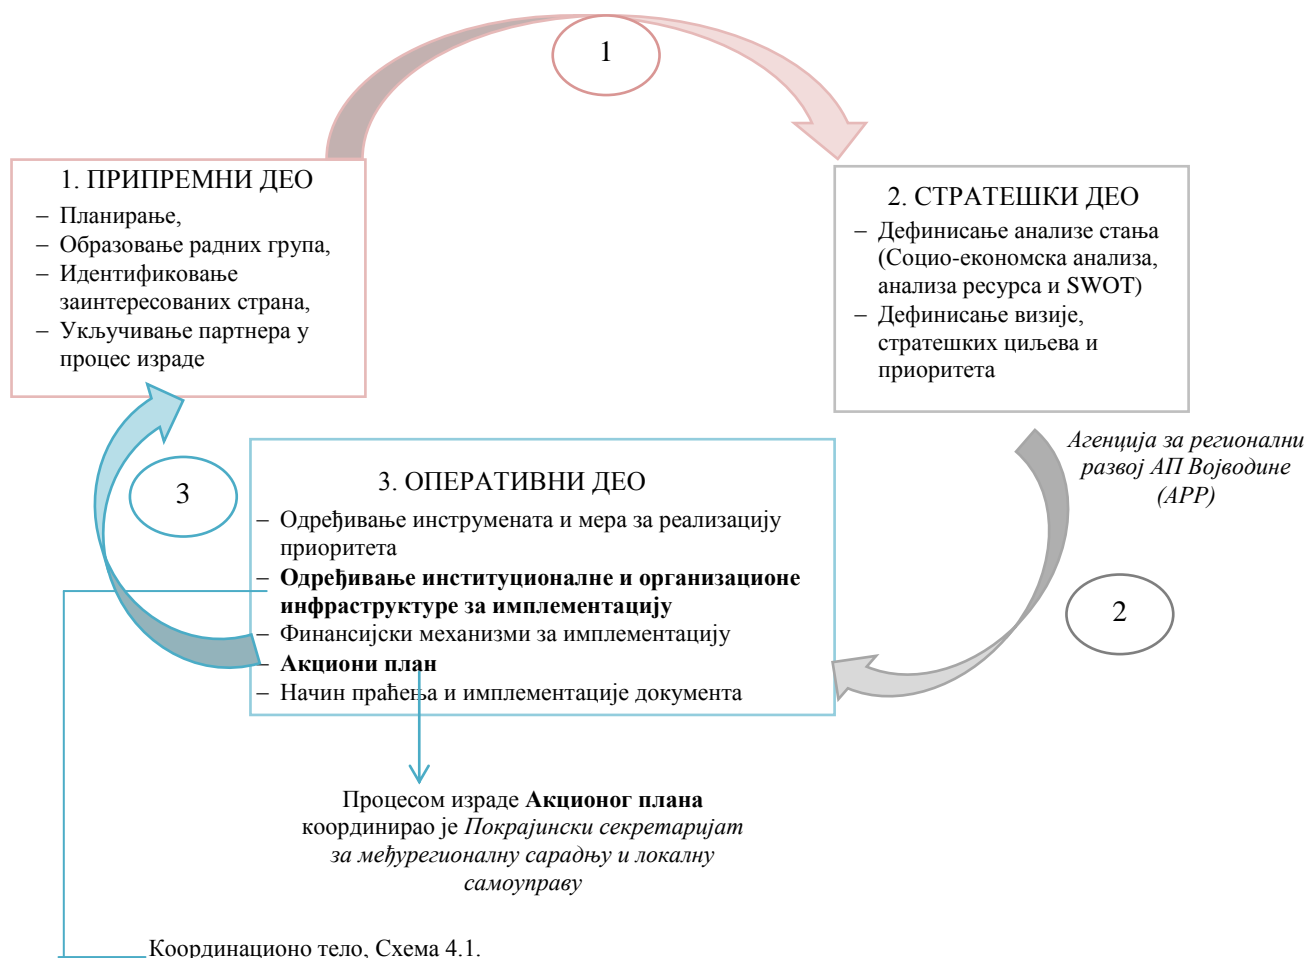 1
1. ПРИПРЕМНИ ДЕО
– Планирање,
– Образовање радних група,
– Идентификовање
заинтересованих страна,
– Укључивање партнера у
процес израде
2. СТРАТЕШКИ ДЕО
– Дефинисање анализе стања
(Социо-економска анализа,
анализа ресурса и SWOT)
– Дефинисање визије,
стратешких циљева и
приоритета
Агенција за регионални
развој АП Војводине
(АРР)
3
3. ОПЕРАТИВНИ ДЕО
– Одређивање инструмената и мера за реализацију
приоритета
– Одређивање институционалне и организационе
инфраструктуре за имплементацију
– Финансијски механизми за имплементацију
– Акциони план
– Начин праћења и имплементације документа
2
Процесом израде Акционог плана
координирао је Покрајински секретаријат
за међурегионалну сарадњу и локалну
самоуправу
Координационо тело, Схема 4.1.